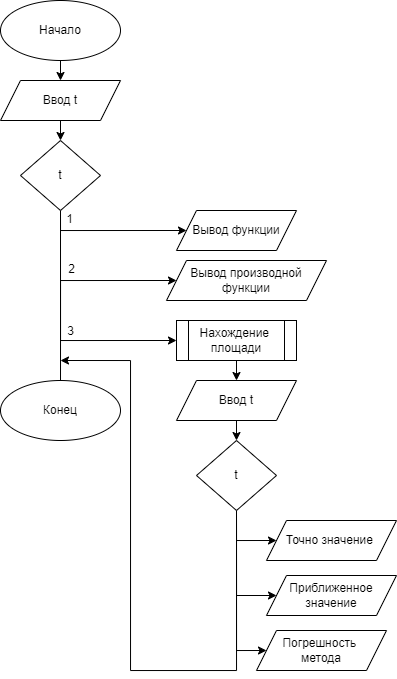 Начало
Ввод t
t
1
Вывод функции
2
Вывод производной
функции
3
Нахождение
площади
Конец
Ввод t
t
Точно значение
Приближенное
значение
Погрешность
метода